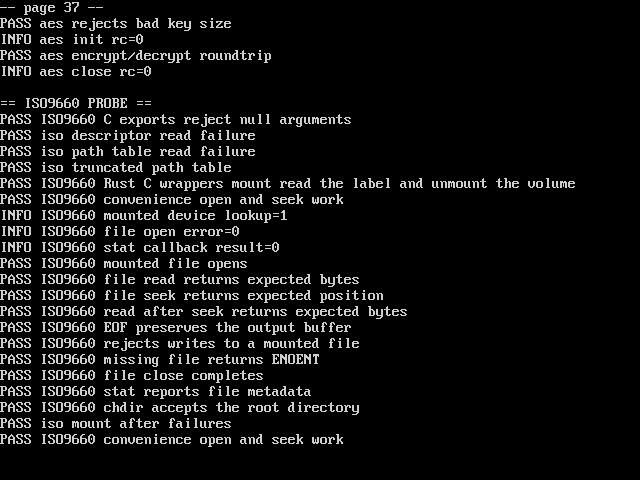 -- page 37 --
PASS aes rejects bad key size
INFO aes init rc=0
PASS aes encrypt/decrypt roundtrip
INFO aes close rc=0
== ISO9660 PROBE ==
PASS ISO9660 C exports reject null arguments
PASS iso descriptor read failure
PASS iso path table read failure
PASS iso truncated path table
PASS ISO9660 Rust C wrappers mount read the label and unmount the volume
PASS ISO9660 convenience open and seek work
INFO ISO9660 mounted device lookup=1
INFO ISO9660 file open error=0
INFO ISO9660 stat callback result=0
PASS ISO9660 mounted file opens
PASS ISO9660 file read returns expected bytes
PASS ISO9660 file seek returns expected position
PASS ISO9660 read after seek returns expected bytes
PASS ISO9660 EOF preserves the output buffer
PASS ISO9660 rejects writes to a mounted file
PASS ISO9660 missing file returns ENOENT
PASS ISO9660 file close completes
PASS ISO9660 stat reports file metadata
PASS ISO9660 chdir accepts the root directory
PASS iso mount after failures
PASS ISO9660 convenience open and seek work